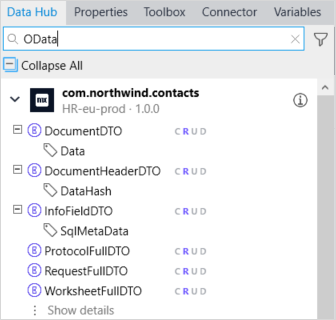 Data Hub Properties Toolbox Connector Variables
OData
Collapse All
mx com.northwind.contacts
HR-eu-prod · 1.0.0
DocumentDTO CRUD
Data
DocumentHeaderDTO CRUD
DataHash
InfoFieldDTO CRUD
SqlMetaData
ProtocolFullDTO CRUD
RequestFullDTO CRUD
WorksheetFullDTO CRUD
Show details